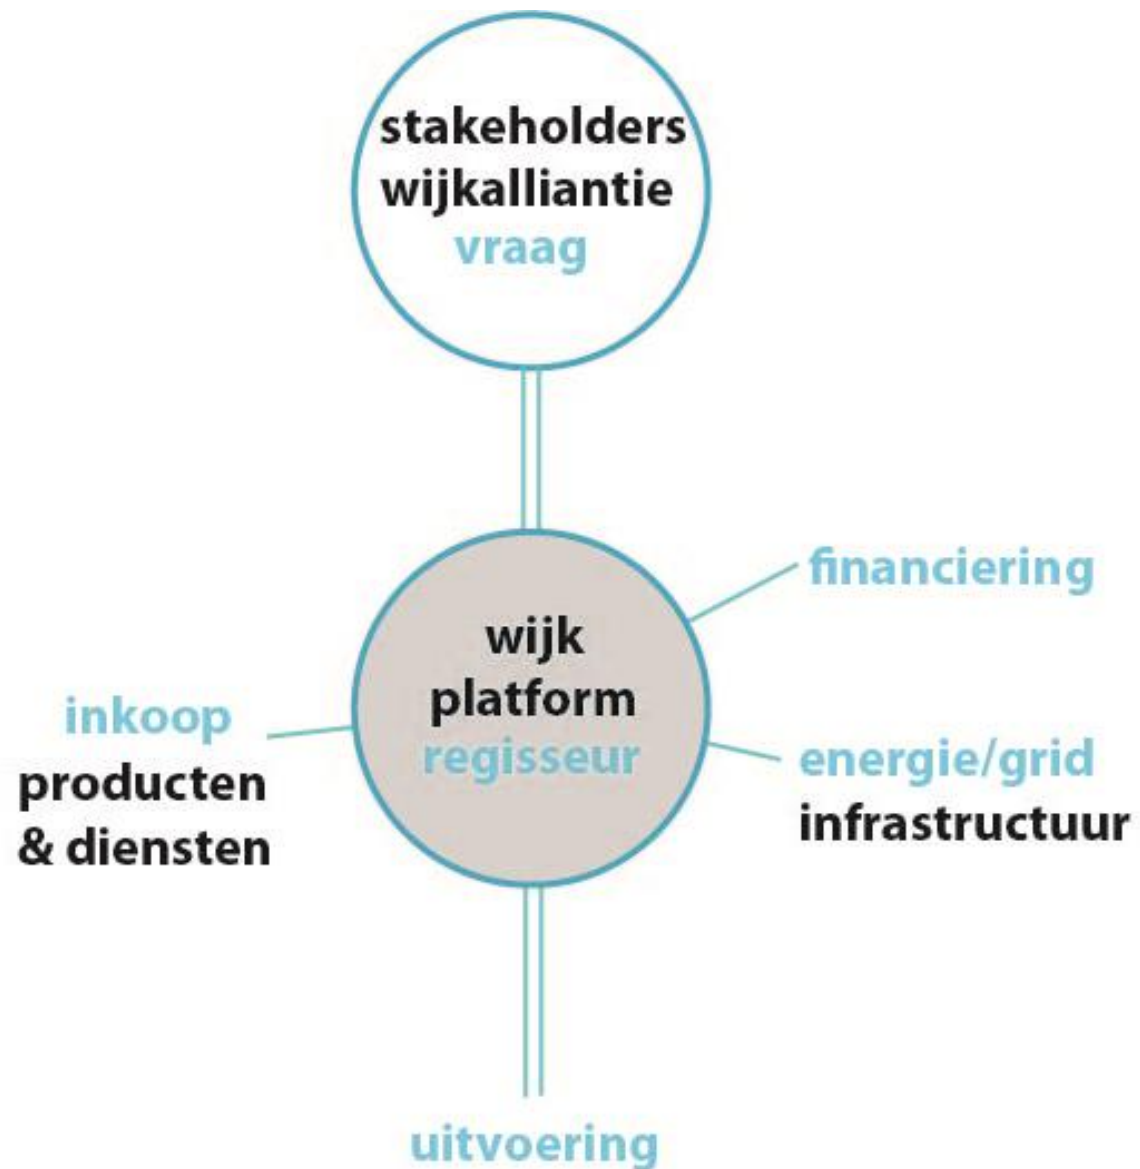 stakeholders
wijkalliantie
vraag
financiering
wijk
platform
regisseur
inkoop
producten
& diensten
energie/grid
infrastructuur
uitvoering